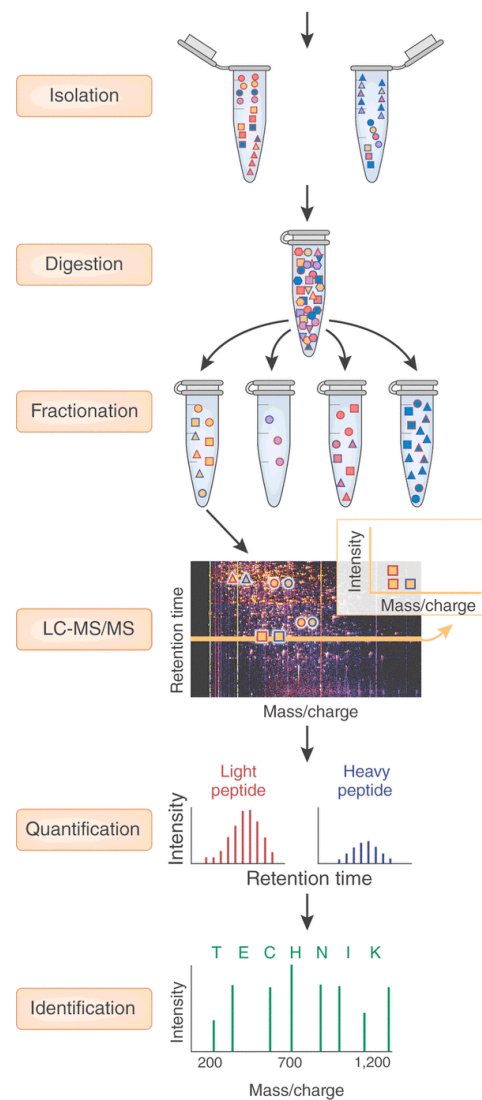 Isolation
Digestion
Fractionation
LC-MS/MS
Retention time
Intensity
Mass/charge
Mass/charge
Quantification
Intensity
Light
peptide
Heavy
peptide
Retention time
Identification
Intensity
T E C H N I K
200 700 1,200
Mass/charge